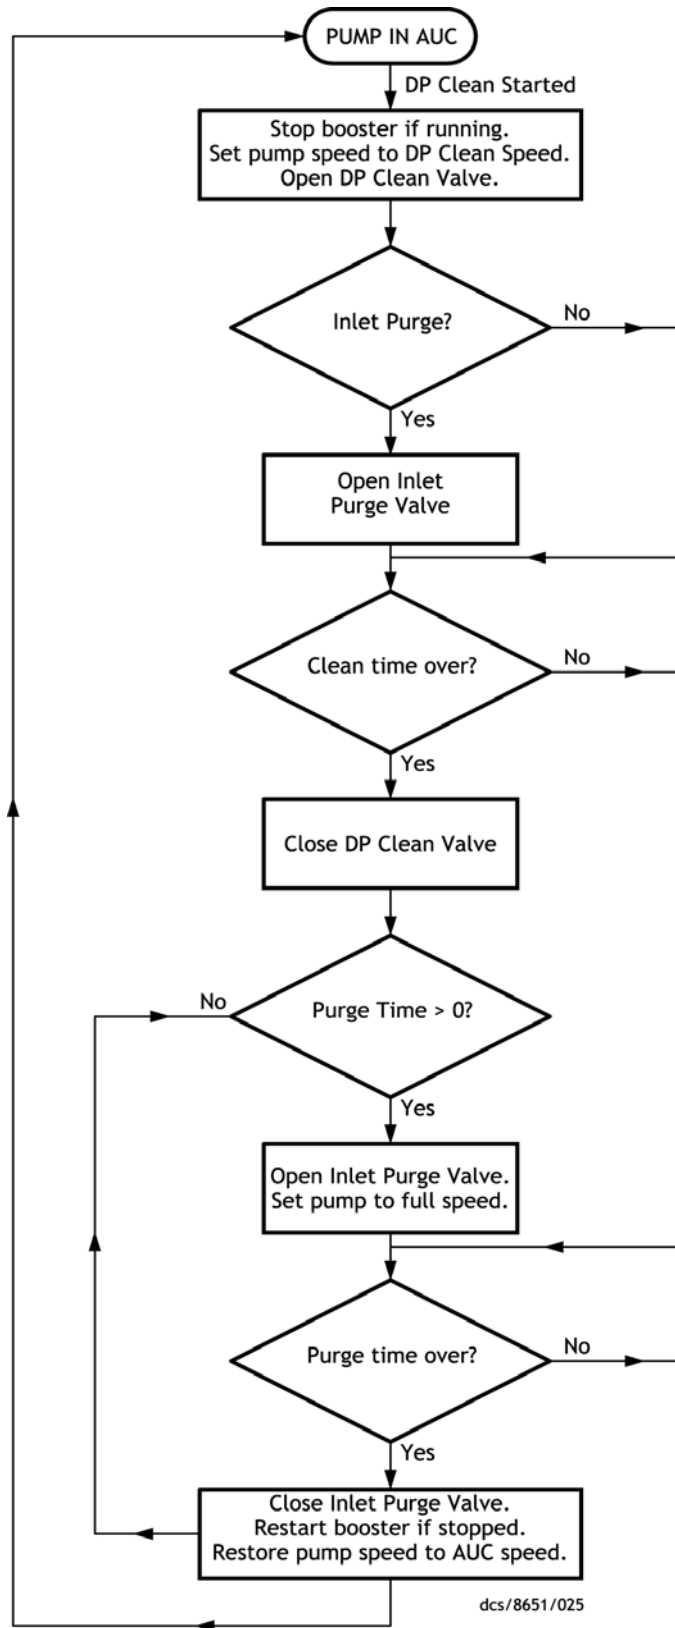 PUMP IN AUC
DP Clean Started
Stop booster if running.
Set pump speed to DP Clean Speed.
Open DP Clean Valve.
Inlet Purge?
No
Yes
Open Inlet
Purge Valve
Clean time over?
No
Yes
Close DP Clean Valve
No
Purge Time > 0?
Yes
Open Inlet Purge Valve.
Set pump to full speed.
Purge time over?
No
Yes
Close Inlet Purge Valve.
Restart booster if stopped.
Restore pump speed to AUC speed.
dcs/8651/025